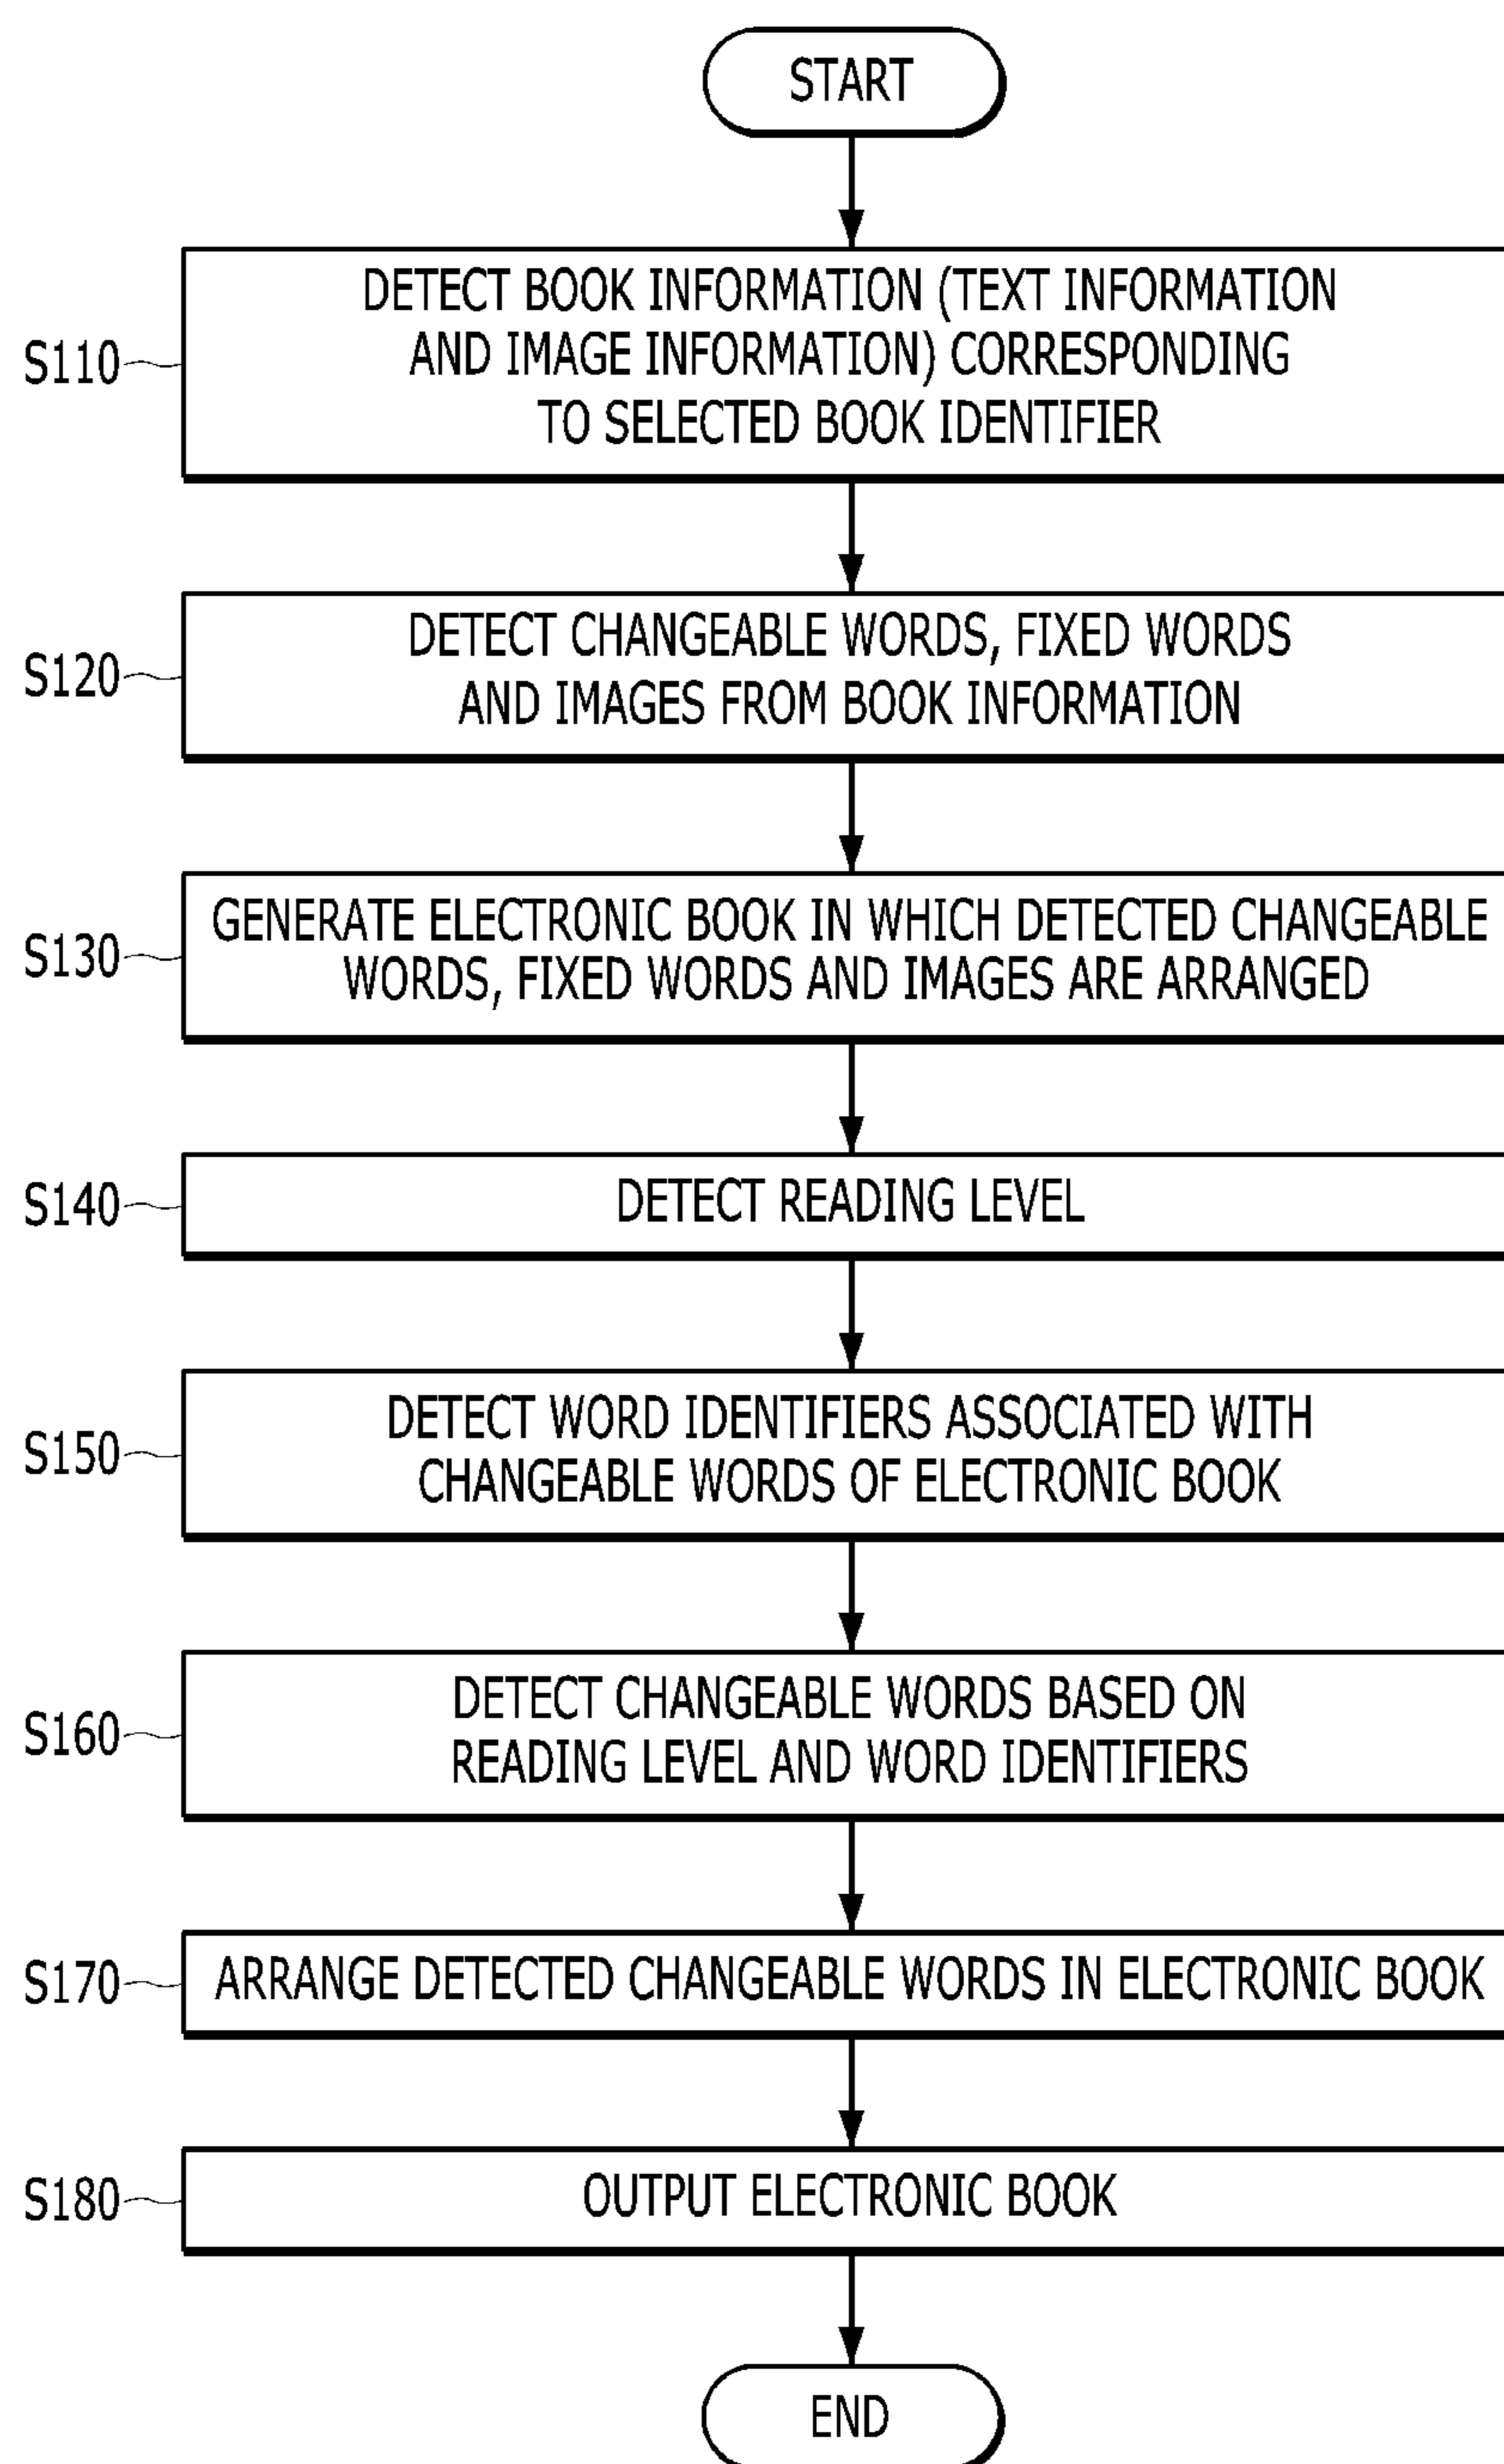 START
S110
DETECT BOOK INFORMATION (TEXT INFORMATION
AND IMAGE INFORMATION) CORRESPONDING
TO SELECTED BOOK IDENTIFIER
S120
DETECT CHANGEABLE WORDS, FIXED WORDS
AND IMAGES FROM BOOK INFORMATION
S130
GENERATE ELECTRONIC BOOK IN WHICH DETECTED CHANGEABLE
WORDS, FIXED WORDS AND IMAGES ARE ARRANGED
S140
DETECT READING LEVEL
S150
DETECT WORD IDENTIFIERS ASSOCIATED WITH
CHANGEABLE WORDS OF ELECTRONIC BOOK
S160
DETECT CHANGEABLE WORDS BASED ON
READING LEVEL AND WORD IDENTIFIERS
S170
ARRANGE DETECTED CHANGEABLE WORDS IN ELECTRONIC BOOK
S180
OUTPUT ELECTRONIC BOOK
END